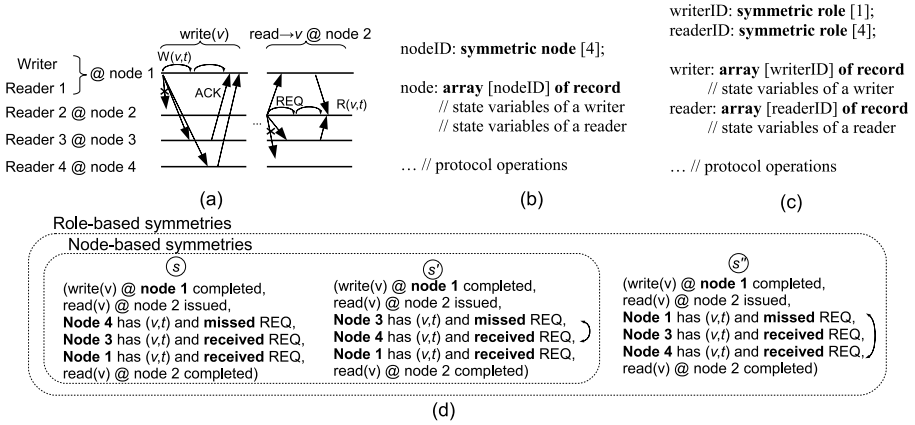 write(v)
read→v @ node 2
Writer
Reader 1
@ node 1
W(v,t)
ACK
REQ
R(v,t)
...
Reader 2 @ node 2
Reader 3 @ node 3
Reader 4 @ node 4
(a)
nodeID: symmetric node [4];
node: array [nodeID] of record
// state variables of a writer
// state variables of a reader
… // protocol operations
(b)
writerID: symmetric role [1];
readerID: symmetric role [4];
writer: array [writerID] of record
// state variables of a writer
reader: array [readerID] of record
// state variables of a reader
… // protocol operations
(c)
Role-based symmetries
Node-based symmetries
s
(write(v) @ node 1 completed,
read(v) @ node 2 issued,
Node 4 has (v,t) and missed REQ,
Node 3 has (v,t) and received REQ,
Node 1 has (v,t) and received REQ,
read(v) @ node 2 completed)
s'
(write(v) @ node 1 completed,
read(v) @ node 2 issued,
Node 3 has (v,t) and missed REQ,
Node 4 has (v,t) and received REQ,
Node 1 has (v,t) and received REQ,
read(v) @ node 2 completed)
s''
(write(v) @ node 1 completed,
read(v) @ node 2 issued,
Node 1 has (v,t) and missed REQ,
Node 3 has (v,t) and received REQ,
Node 4 has (v,t) and received REQ,
read(v) @ node 2 completed)
(d)